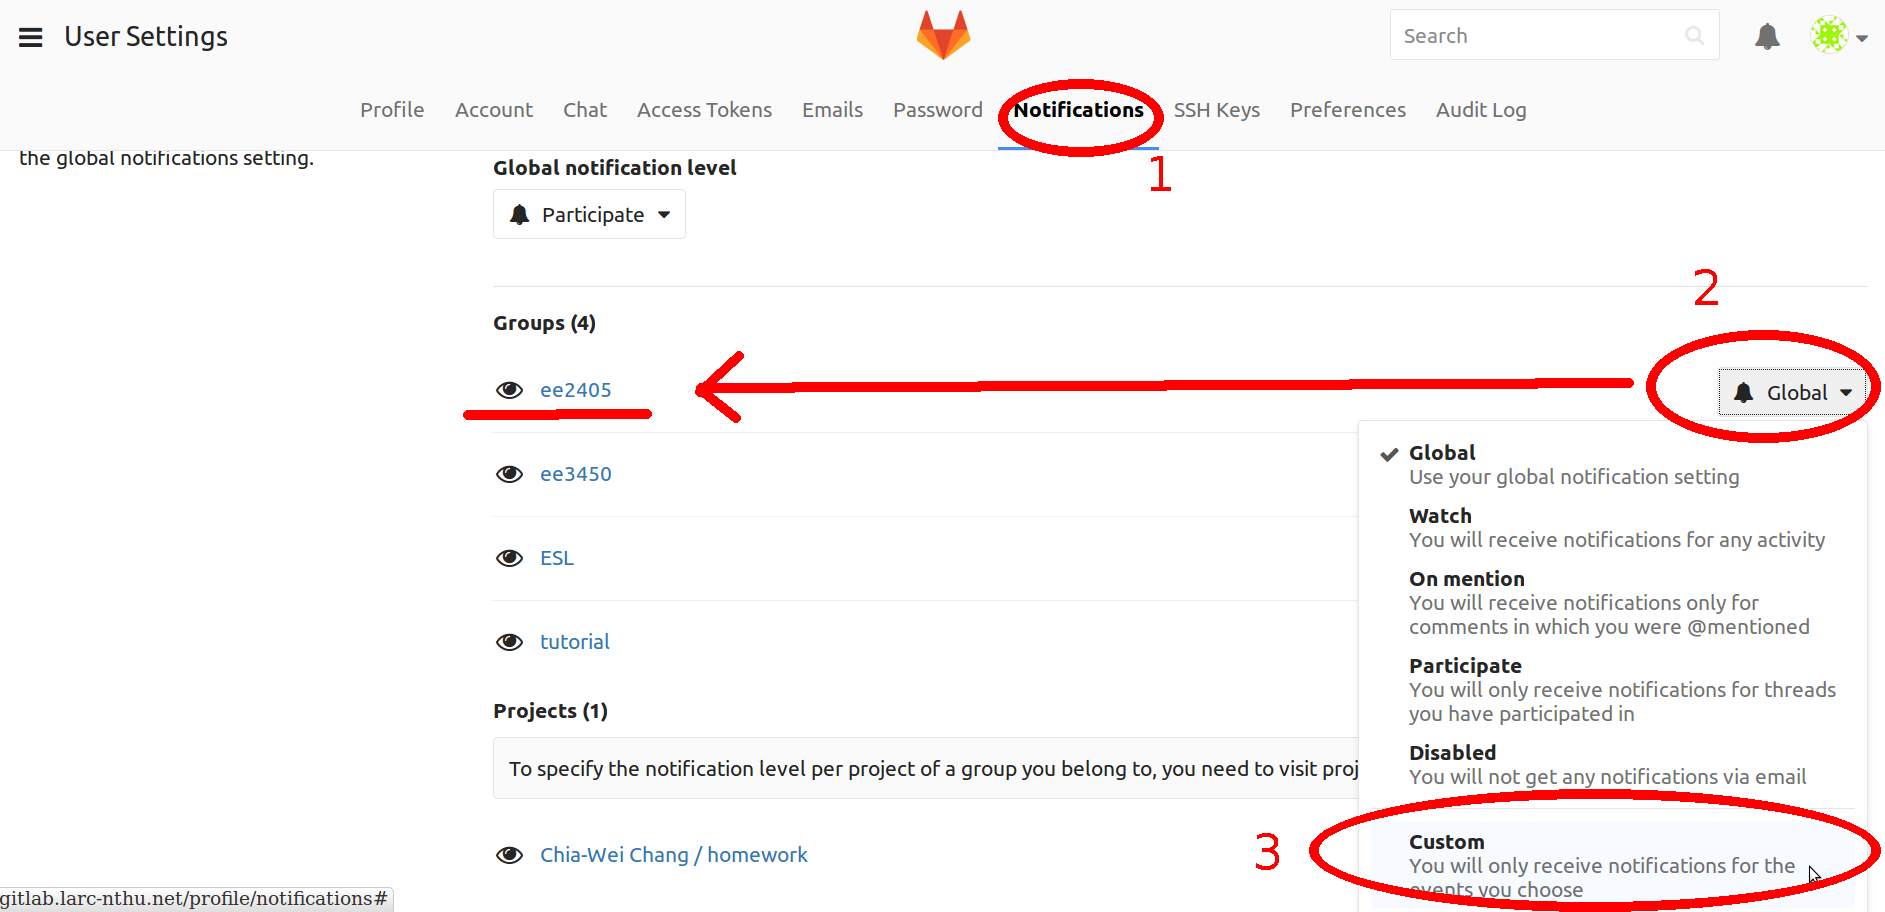 User Settings
Search
Profile Account Chat Access Tokens Emails Password Notifications SSH Keys Preferences Audit Log
1
the global notifications setting.
Global notification level
Participate
2
Groups (4)
ee2405
Global
Global
Use your global notification setting
Watch
You will receive notifications for any activity
On mention
You will receive notifications only for
comments in which you were @mentioned
Participate
You will only receive notifications for threads
you have participated in
Disabled
You will not get any notifications via email
3
Custom
You will only receive notifications for the
events you choose
ee3450
ESL
tutorial
Projects (1)
To specify the notification level per project of a group you belong to, you need to visit proj
Chia-Wei Chang / homework
gitlab.larc-nthu.net/profile/notifications#